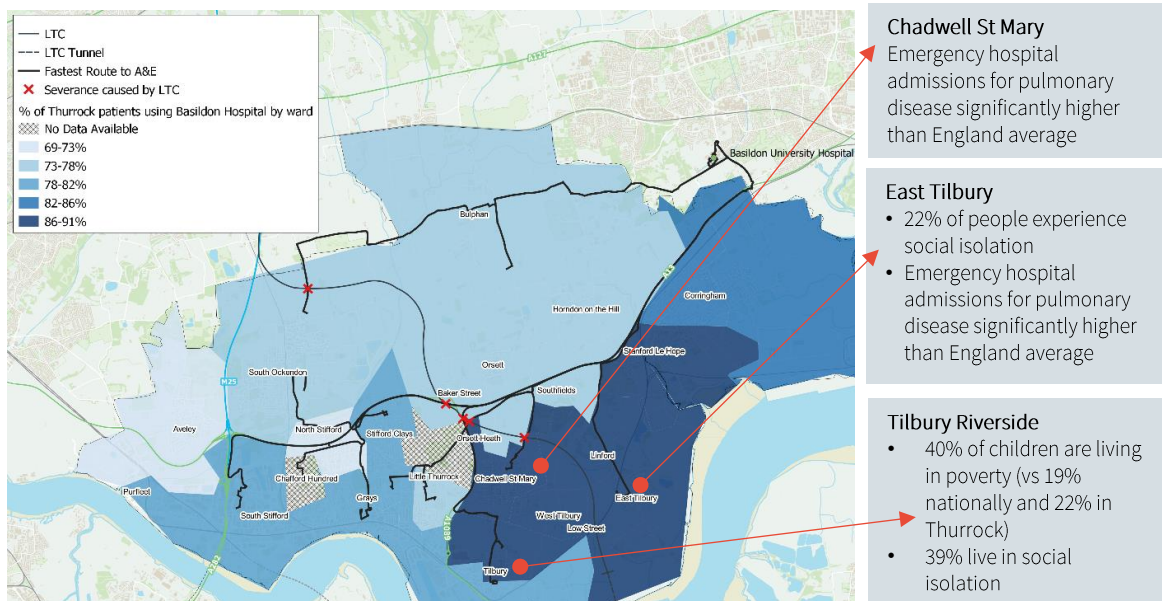 LTC
LTC Tunnel
Fastest Route to A&E
Severance caused by LTC
% of Thurrock patients using Basildon Hospital by ward
No Data Available
69-73%
73-78%
78-82%
82-86%
86-91%
Basildon University Hospital
Bulphan
Corringham
Horndon on the Hill
Stanford Le Hope
Orsett
South Ockendon
M25
Baker Street
Southfields
Aveley
North Stifford
Stifford Clays
Orsett Heath
Linford
Chafford Hundred
Little Thurrock
Chadwell St Mary
Purfleet
Grays
East Tilbury
South Stifford
West Tilbury
Low Street
A1089
Tilbury
Chadwell St Mary
Emergency hospital
admissions for pulmonary
disease significantly higher
than England average
East Tilbury
• 22% of people experience
social isolation
• Emergency hospital
admissions for pulmonary
disease significantly higher
than England average
Tilbury Riverside
• 40% of children are living
in poverty (vs 19%
nationally and 22% in
Thurrock)
• 39% live in social
isolation